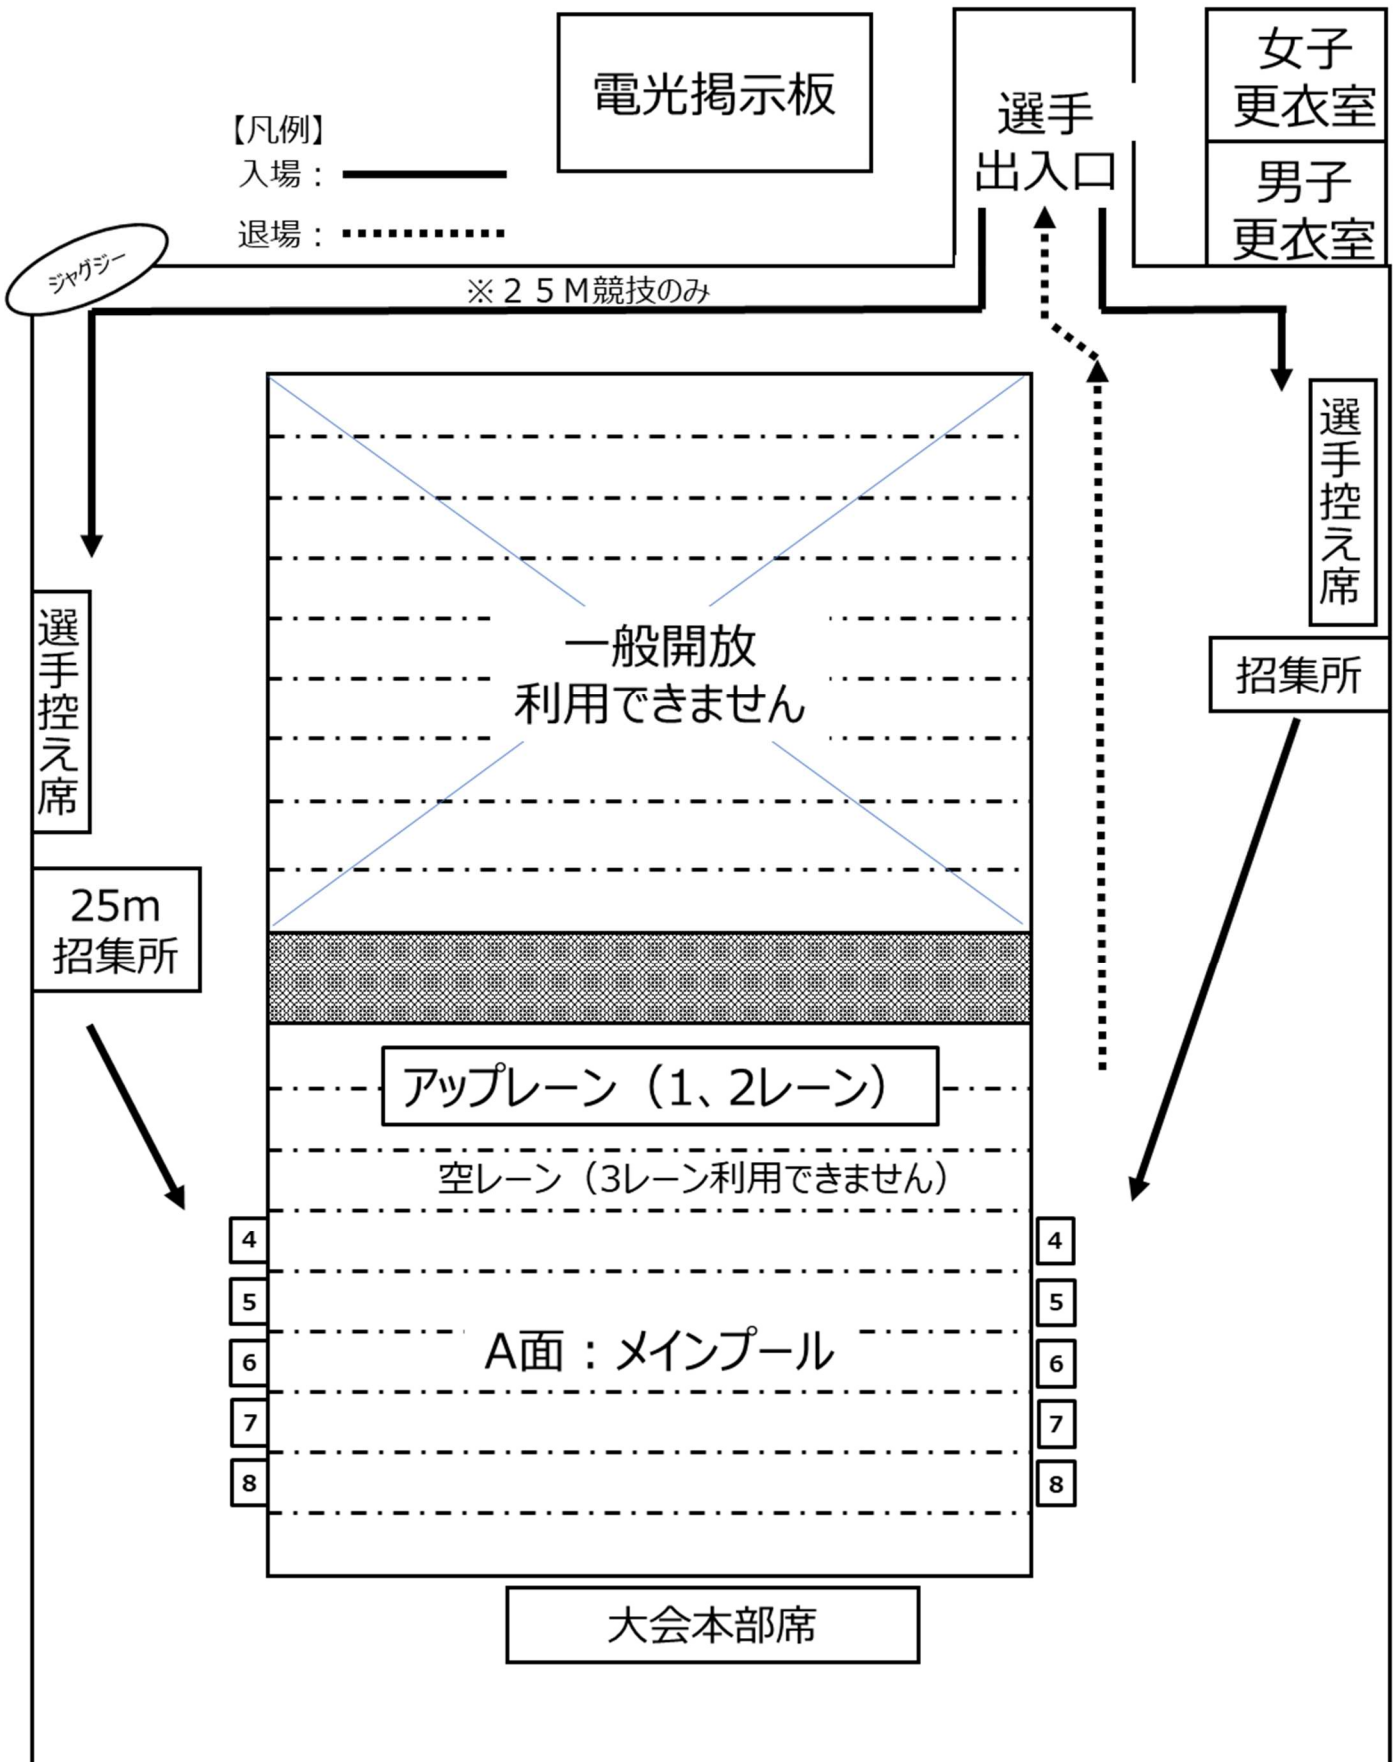 電光掲示板
選手
出入口
女子
更衣室
男子
更衣室
【凡例】
入場：
退場：
ジャグジー
※２５Ｍ競技のみ
選手控え席
選手控え席
一般開放
利用できません
招集所
25m
招集所
アップレーン（1、2レーン）
空レーン（3レーン利用できません）
4
4
5
5
A面：メインプール
6
6
7
7
8
8
大会本部席